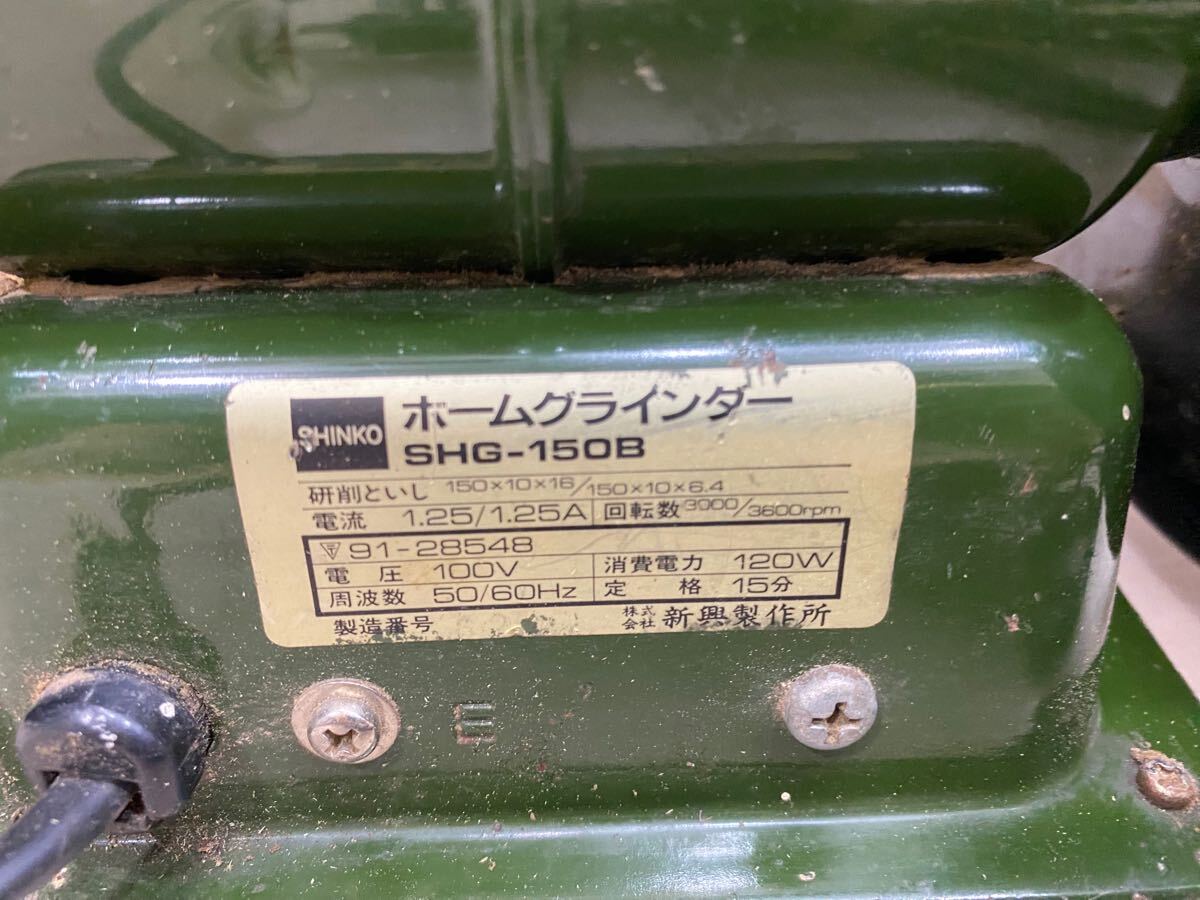 SHINKO ホームグラインダー
SHG-150B
研削といし 150×10×16/150×10×6.4
電流 1.25/1.25A 回転数 3000/3600rpm
〒 91-28548
電圧 100V 消費電力 120W
周波数 50/60Hz 定格 15分
製造番号 株式会社 新興製作所